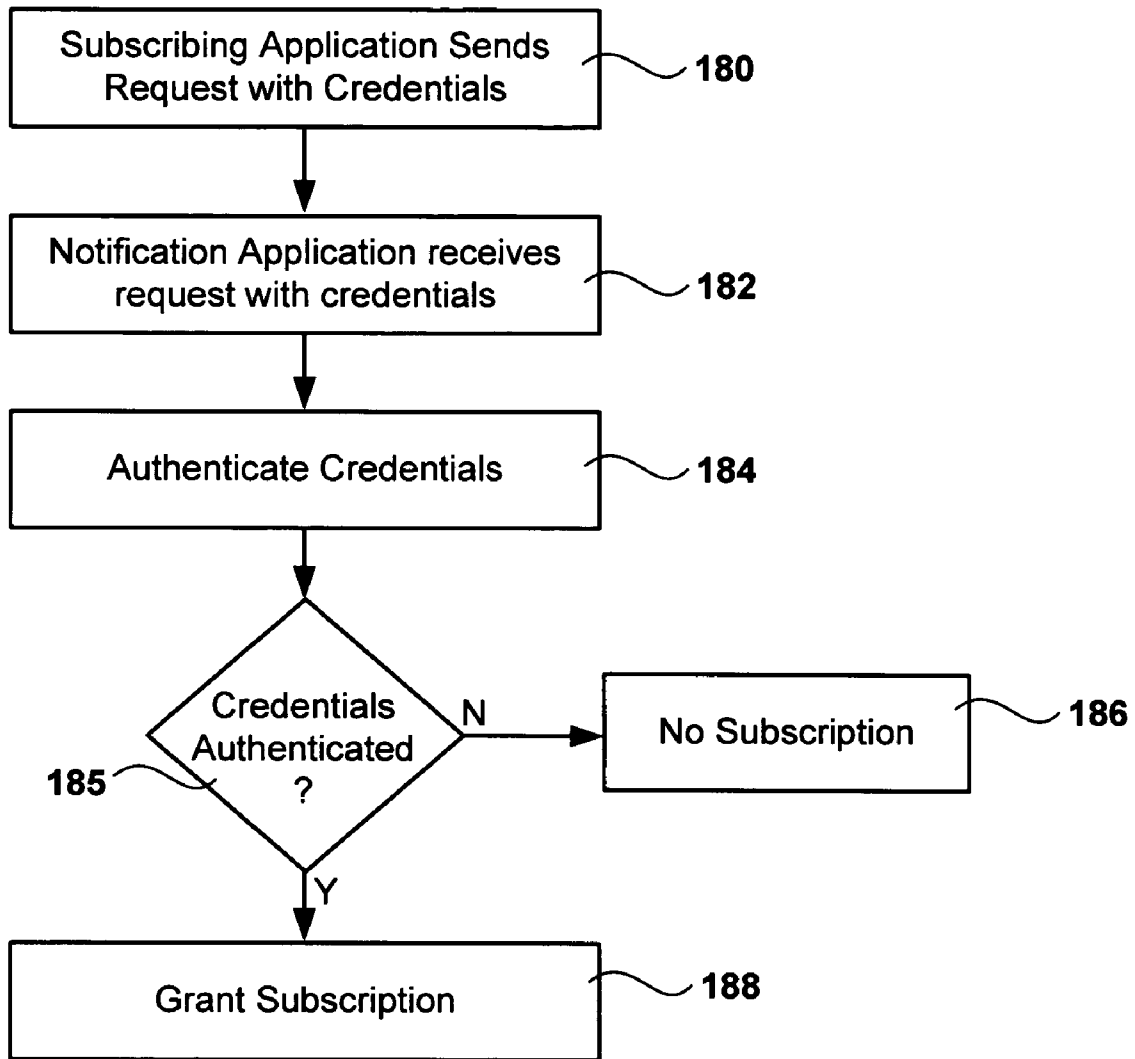 Subscribing Application Sends
Request with Credentials
180
Notification Application receives
request with credentials
182
Authenticate Credentials
184
Credentials
Authenticated
?
185
N
No Subscription
186
Y
Grant Subscription
188